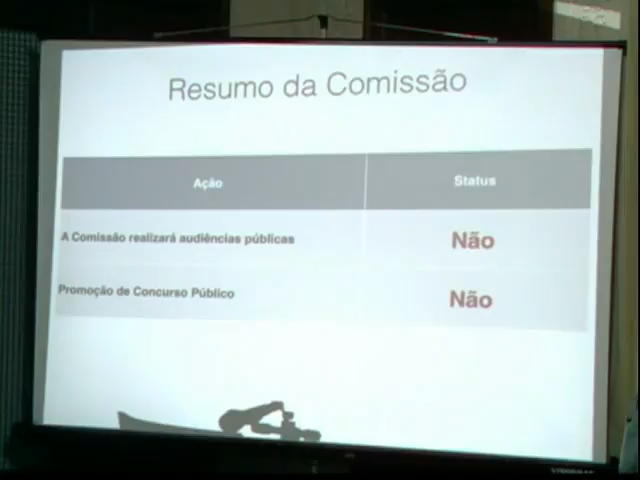 Resumo da Comissão
Ação Status
A Comissão realizará audiências públicas Não
Promoção de Concurso Público Não